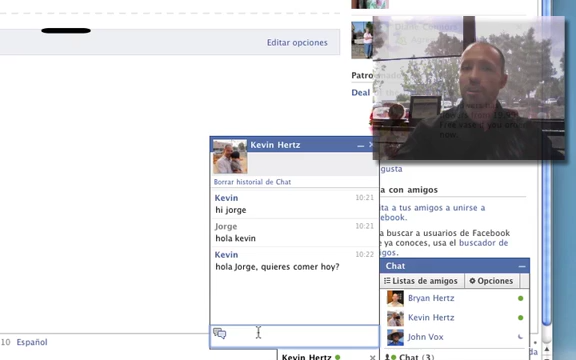 Editar opciones
Patro
Deal
gusta
a con amigos
ita a tus amigos a unirse a
ebook.
a buscar a usuarios de Facebook
e ya conoces, usa el buscador de
igos.
Kevin Hertz
Borrar historial de Chat
Kevin 10:21
hi jorge
Jorge 10:21
hola kevin
Kevin 10:22
hola Jorge, quieres comer hoy?
Chat
Listas de amigos Opciones
Bryan Hertz
Kevin Hertz
John Vox
10 Español
Kevin Hertz
Chat (3)
da